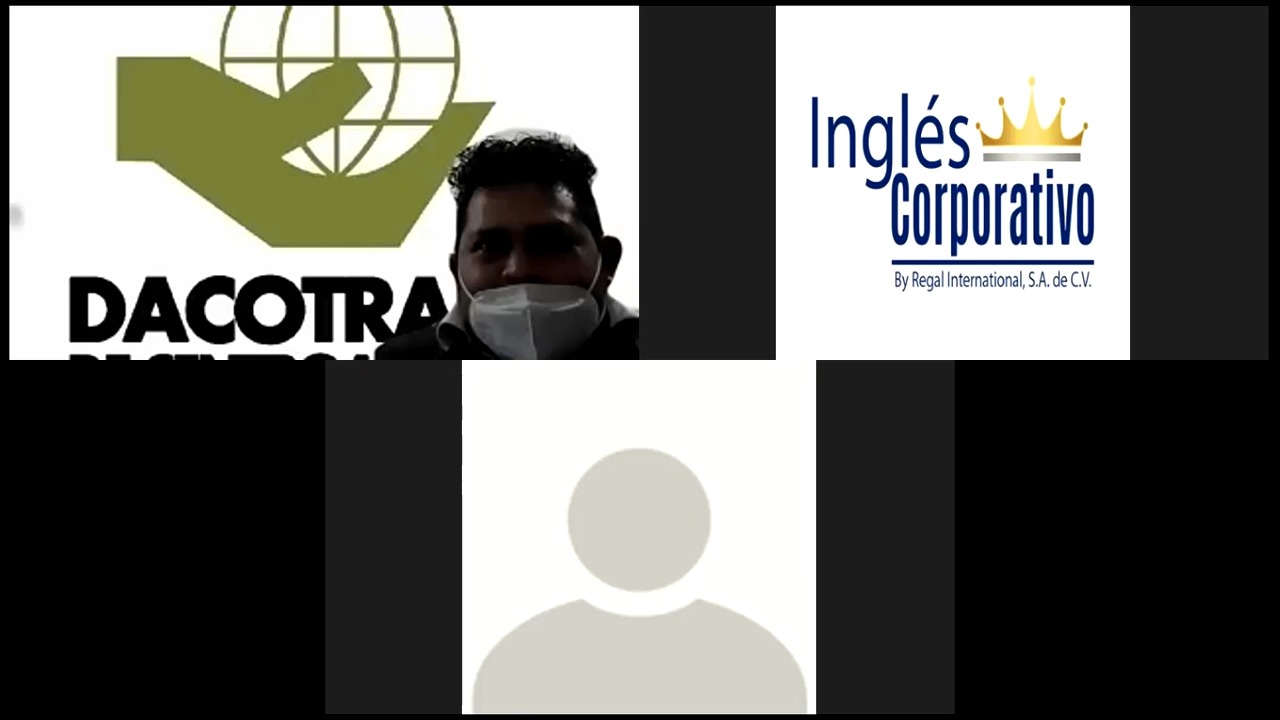 DACOTRA
Inglés
Corporativo
By Regal International, S.A. de C.V.